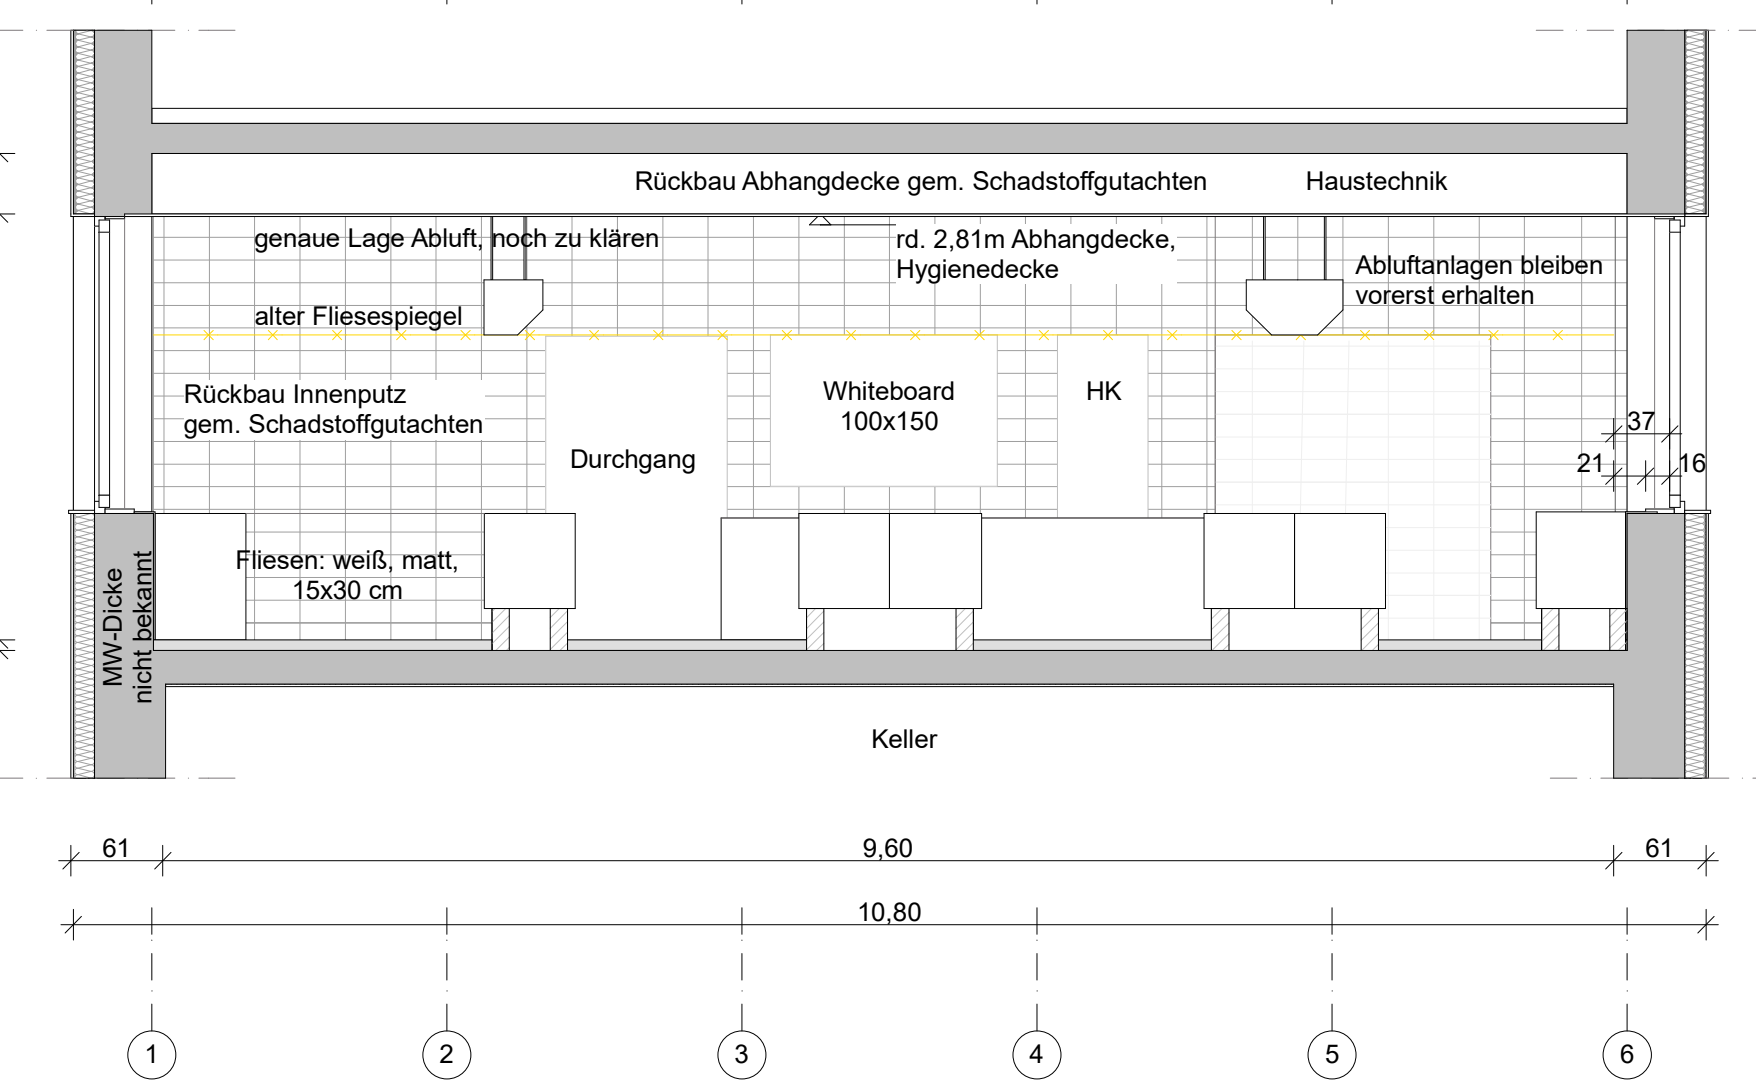 Rückbau Abhangdecke gem. Schadstoffgutachten
Haustechnik
genaue Lage Abluft, noch zu klären
rd. 2,81m Abhangdecke,
Hygienedecke
Abluftanlagen bleiben
vorerst erhalten
alter Fliesespiegel
Rückbau Innenputz
gem. Schadstoffgutachten
Whiteboard
100x150
HK
Durchgang
37
21
16
Fliesen: weiß, matt,
15x30 cm
MW-Dicke
nicht bekannt
Keller
61
9,60
61
10,80
1
2
3
4
5
6